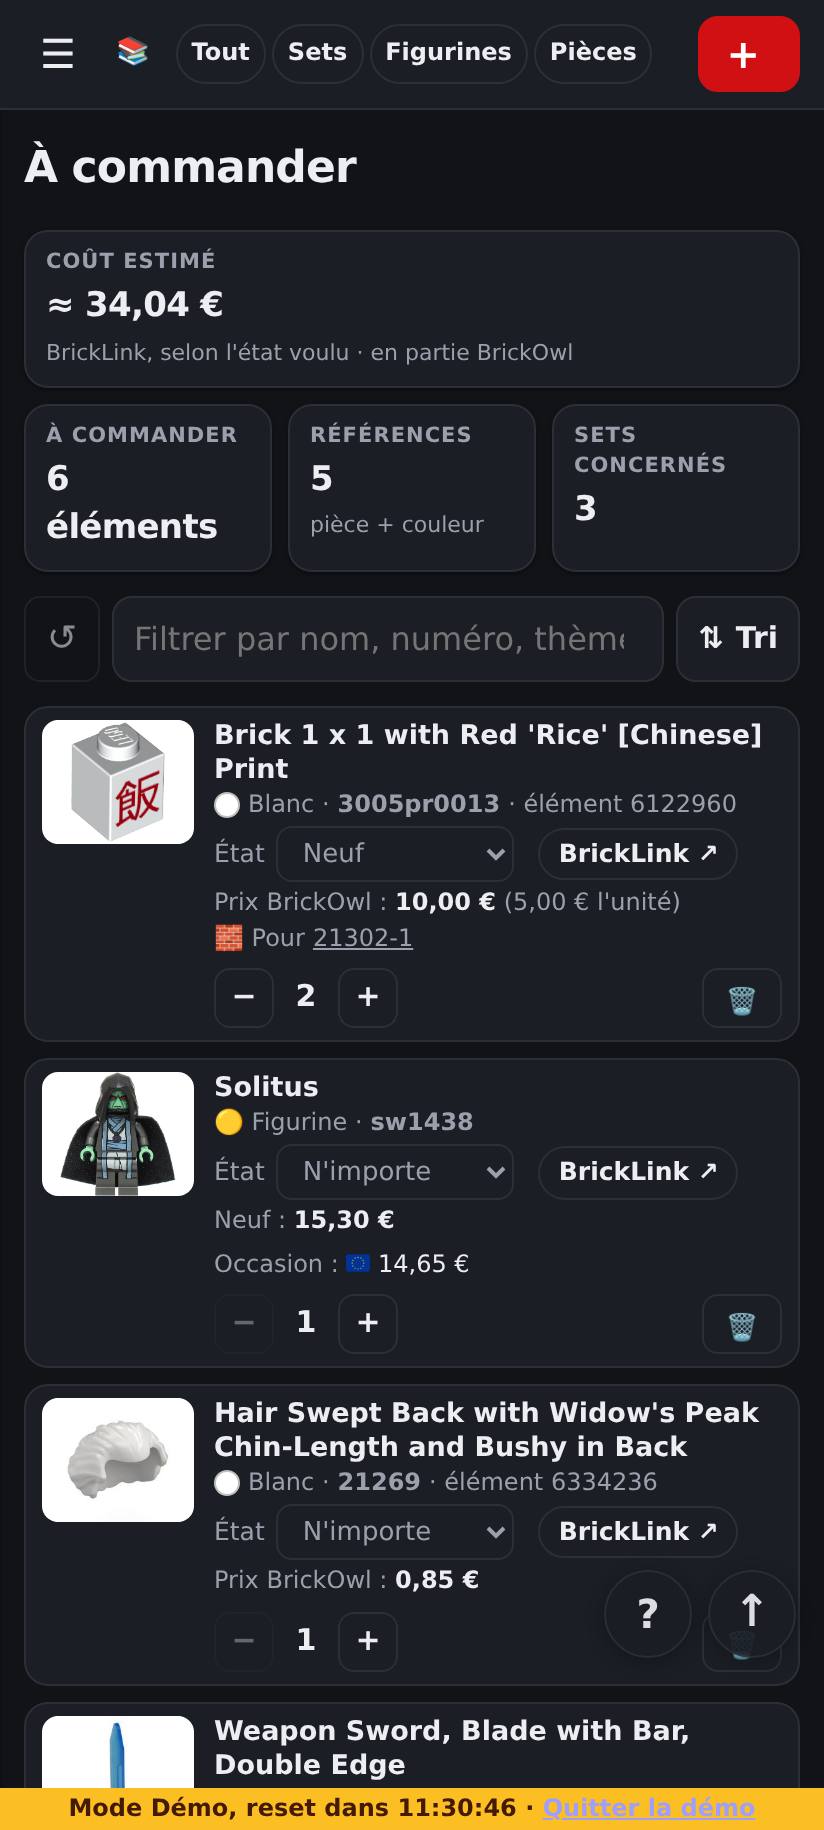 ☰ 📚 Tout Sets Figurines Pièces +
À commander
COÛT ESTIMÉ
≈ 34,04 €
BrickLink, selon l'état voulu · en partie BrickOwl
À COMMANDER
6
éléments
RÉFÉRENCES
5
pièce + couleur
SETS
CONCERNÉS
3
↺ Filtrer par nom, numéro, thème ⇅ Tri
飯
Brick 1 x 1 with Red 'Rice' [Chinese]
Print
Blanc · 3005pr0013 · élément 6122960
État Neuf BrickLink ↗
Prix BrickOwl : 10,00 € (5,00 € l'unité)
🧱 Pour 21302-1
− 2 + 🗑️
Solitus
🟡 Figurine · sw1438
État N'importe BrickLink ↗
Neuf : 15,30 €
Occasion : 🇪🇺 14,65 €
− 1 + 🗑️
Hair Swept Back with Widow's Peak
Chin-Length and Bushy in Back
Blanc · 21269 · élément 6334236
État N'importe BrickLink ↗
Prix BrickOwl : 0,85 €
− 1 + ? ↑
Weapon Sword, Blade with Bar,
Double Edge
Mode Démo, reset dans 11:30:46 · Quitter la démo